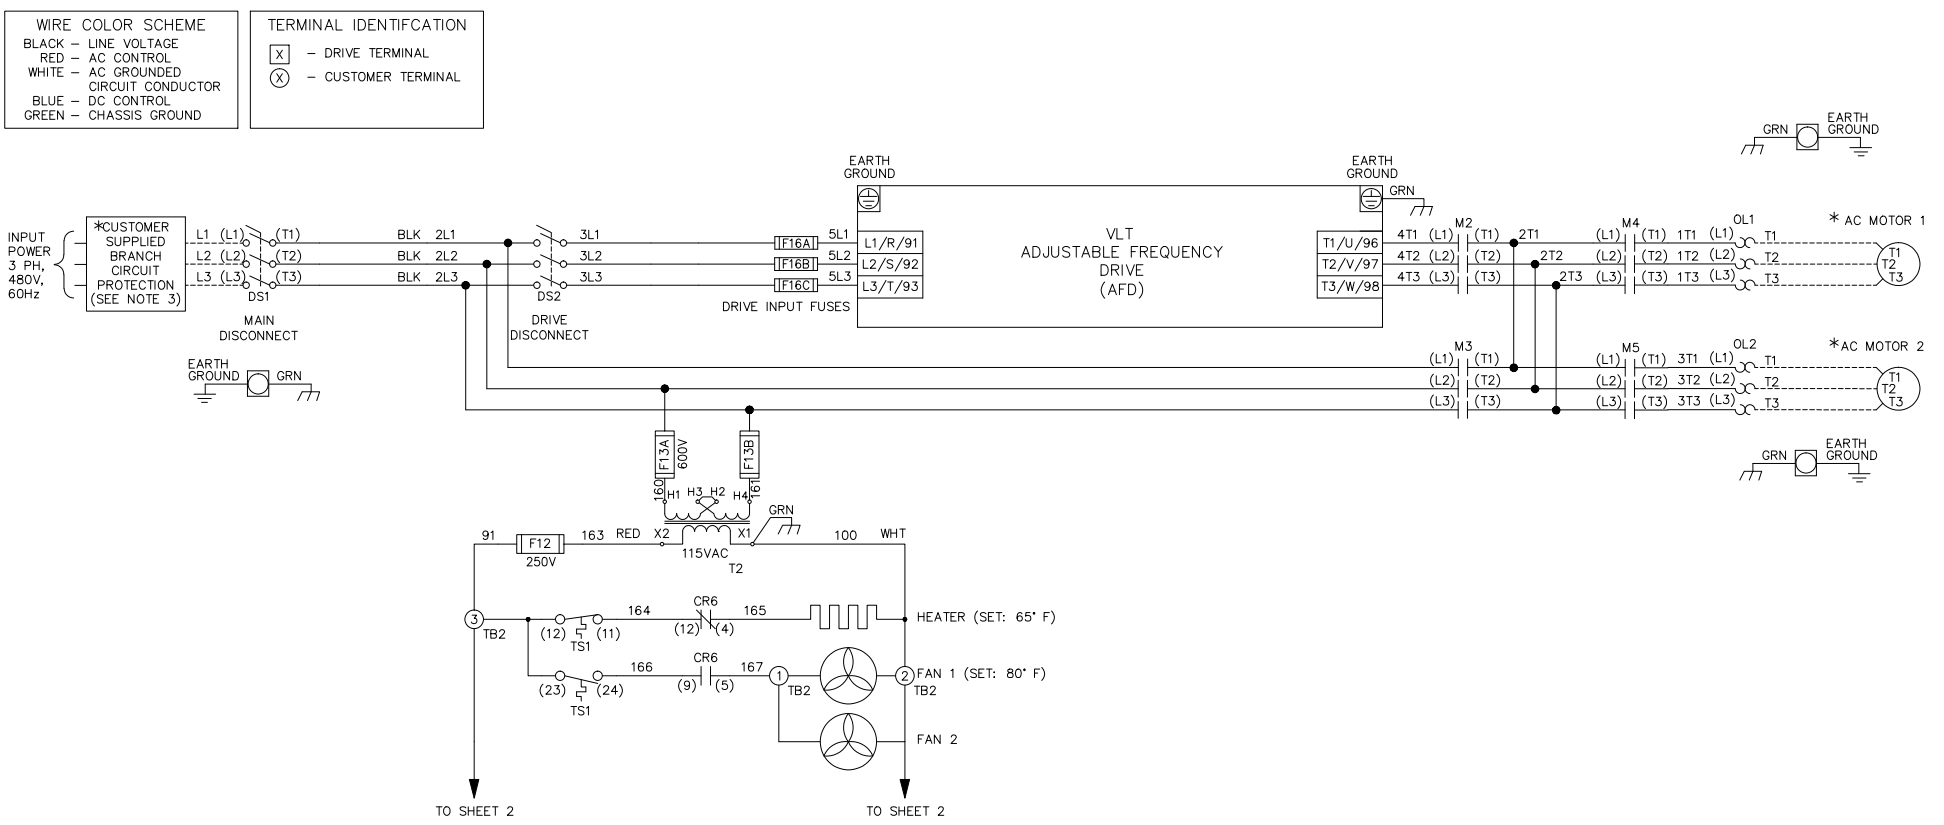 WIRE COLOR SCHEME
BLACK – LINE VOLTAGE
RED – AC CONTROL
WHITE – AC GROUNDED
CIRCUIT CONDUCTOR
BLUE – DC CONTROL
GREEN – CHASSIS GROUND
TERMINAL IDENTIFCATION
X – DRIVE TERMINAL
X – CUSTOMER TERMINAL
GRN
EARTH
GROUND
INPUT
POWER
3 PH,
480V,
60Hz
*CUSTOMER
SUPPLIED
BRANCH
CIRCUIT
PROTECTION
(SEE NOTE 3)
L1 (L1) (T1) BLK 2L1 3L1 F16A 5L1
L2 (L2) (T2) BLK 2L2 3L2 F16B 5L2
L3 (L3) (T3) BLK 2L3 3L3 F16C 5L3
DS1
MAIN
DISCONNECT
DS2
DRIVE
DISCONNECT
DRIVE INPUT FUSES
EARTH
GROUND
EARTH
GROUND
GRN
L1/R/91
L2/S/92
L3/T/93
VLT
ADJUSTABLE FREQUENCY
DRIVE
(AFD)
T1/U/96
T2/V/97
T3/W/98
M2 M4 OL1
4T1 (L1) (T1) 2T1 (L1) (T1) 1T1 (L1) T1
4T2 (L2) (T2) 2T2 (L2) (T2) 1T2 (L2) T2
4T3 (L3) (T3) 2T3 (L3) (T3) 1T3 (L3) T3
* AC MOTOR 1
T1
T2
T3
M3 M5 OL2
(L1) (T1) (L1) (T1) 3T1 (L1) T1
(L2) (T2) (L2) (T2) 3T2 (L2) T2
(L3) (T3) (L3) (T3) 3T3 (L3) T3
*AC MOTOR 2
T1
T2
T3
EARTH
GROUND
GRN
GRN
EARTH
GROUND
F13A
600V
F13B
160
161
H1 H3 H2 H4
GRN
91 F12 163 RED X2 X1 100 WHT
250V
115VAC
T2
3
TB2
(12) (11)
TS1
164
CR6
(12) (4)
165
HEATER (SET: 65° F)
(23) (24)
TS1
166
CR6
(9) (5)
167
1
TB2
2
TB2
FAN 1 (SET: 80° F)
FAN 2
TO SHEET 2
TO SHEET 2